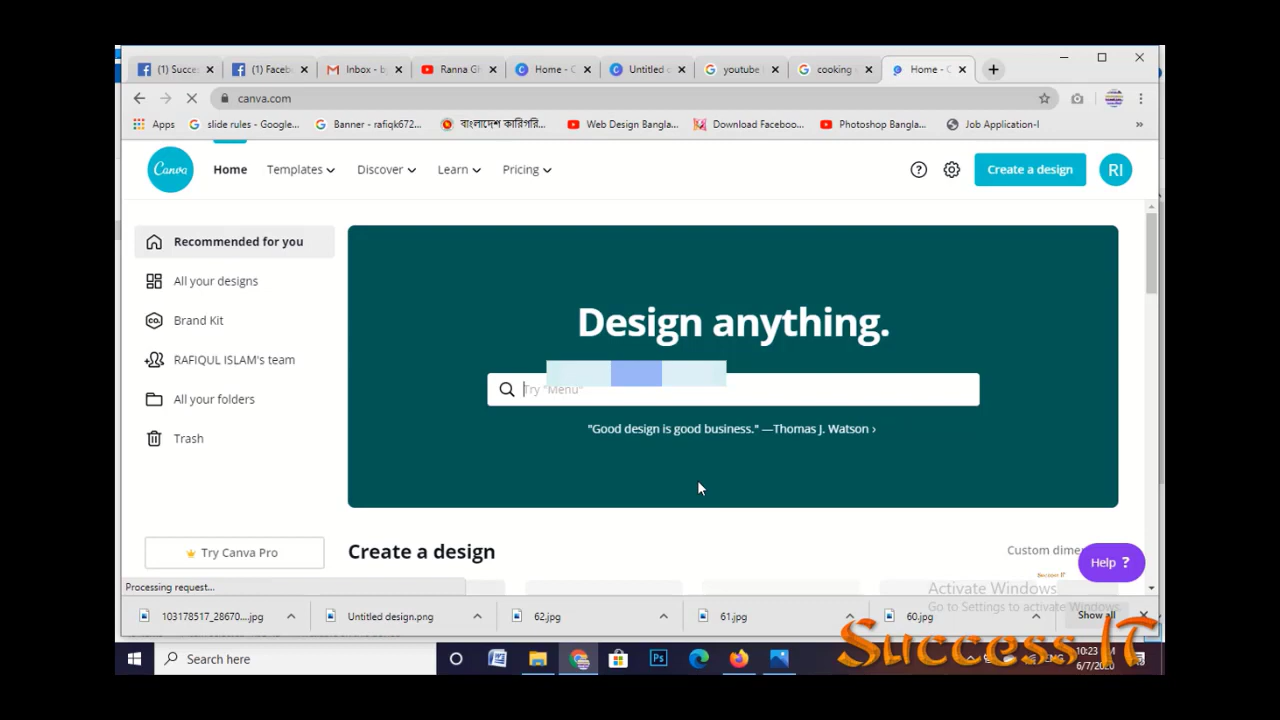 (1) Succe
(1) Faceb
Inbox - b
Ranna Gh
Home - C
Untitled c
youtube l
cooking
Home - C
canva.com
Apps
slide rules - Google...
Banner - rafiqk672...
বাংলাদেশ কারিগরি...
Web Design Bangla...
Download Faceboo...
Photoshop Bangla...
Job Application-I
»
Canva
Home
Templates
Discover
Learn
Pricing
Create a design
RI
Recommended for you
All your designs
Brand Kit
RAFIQUL ISLAM's team
All your folders
Trash
Try Canva Pro
Design anything.
Try "Menu"
"Good design is good business." —Thomas J. Watson ›
Create a design
Custom dime
Help ?
Processing request...
Activate Windows
Go to Settings to activate Windows.
103178517_28670....jpg
Untitled design.png
62.jpg
61.jpg
60.jpg
Show all
Success IT
Search here
ENG
10:23
6/7/2020